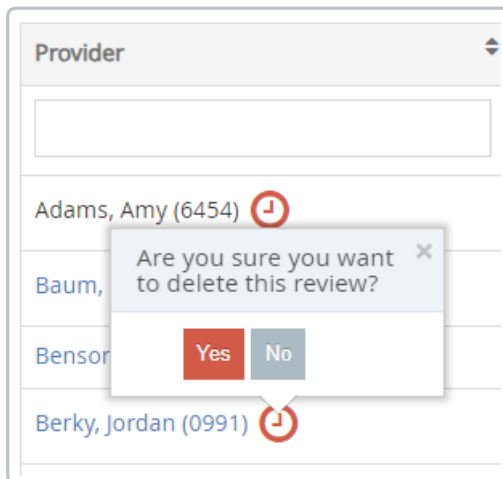 Provider
Adams, Amy (6454)
Are you sure you want
to delete this review?
×
Baum,
Yes
No
Berky, Jordan (0991)